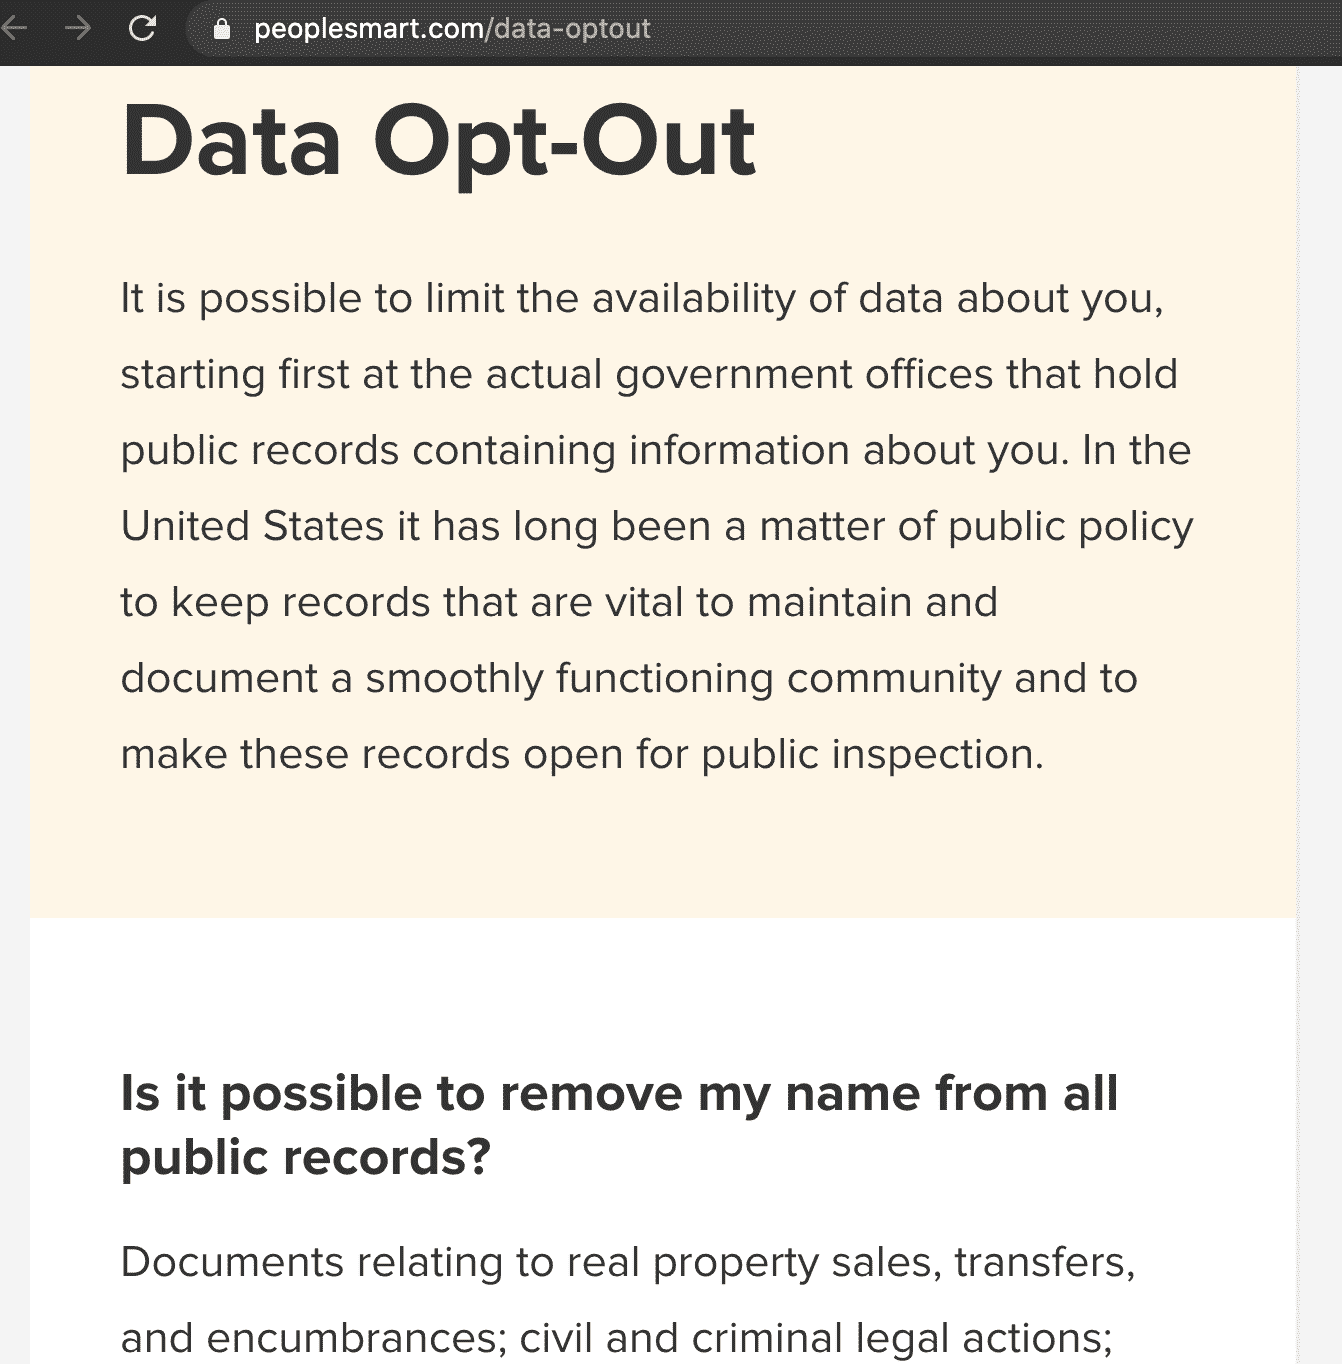 peoplesmart.com/data-optout
Data Opt-Out
It is possible to limit the availability of data about you,
starting first at the actual government offices that hold
public records containing information about you. In the
United States it has long been a matter of public policy
to keep records that are vital to maintain and
document a smoothly functioning community and to
make these records open for public inspection.
Is it possible to remove my name from all
public records?
Documents relating to real property sales, transfers,
and encumbrances; civil and criminal legal actions;